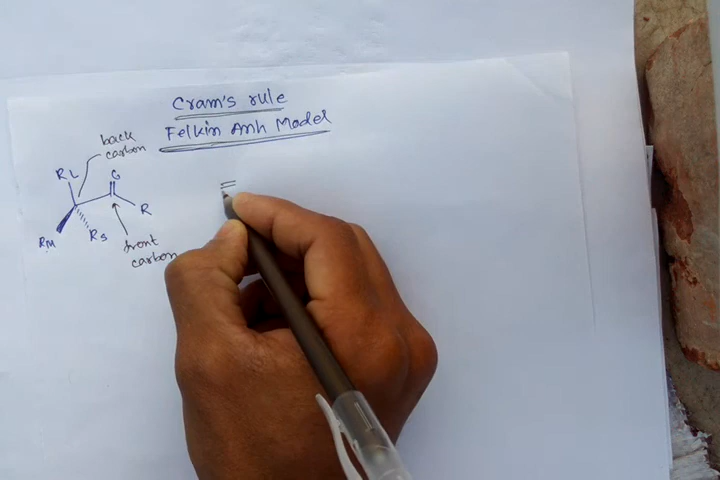 Cram's rule
Felkin Anh Model
back
carbon
RL
O
R
RM
RS
front
carbon